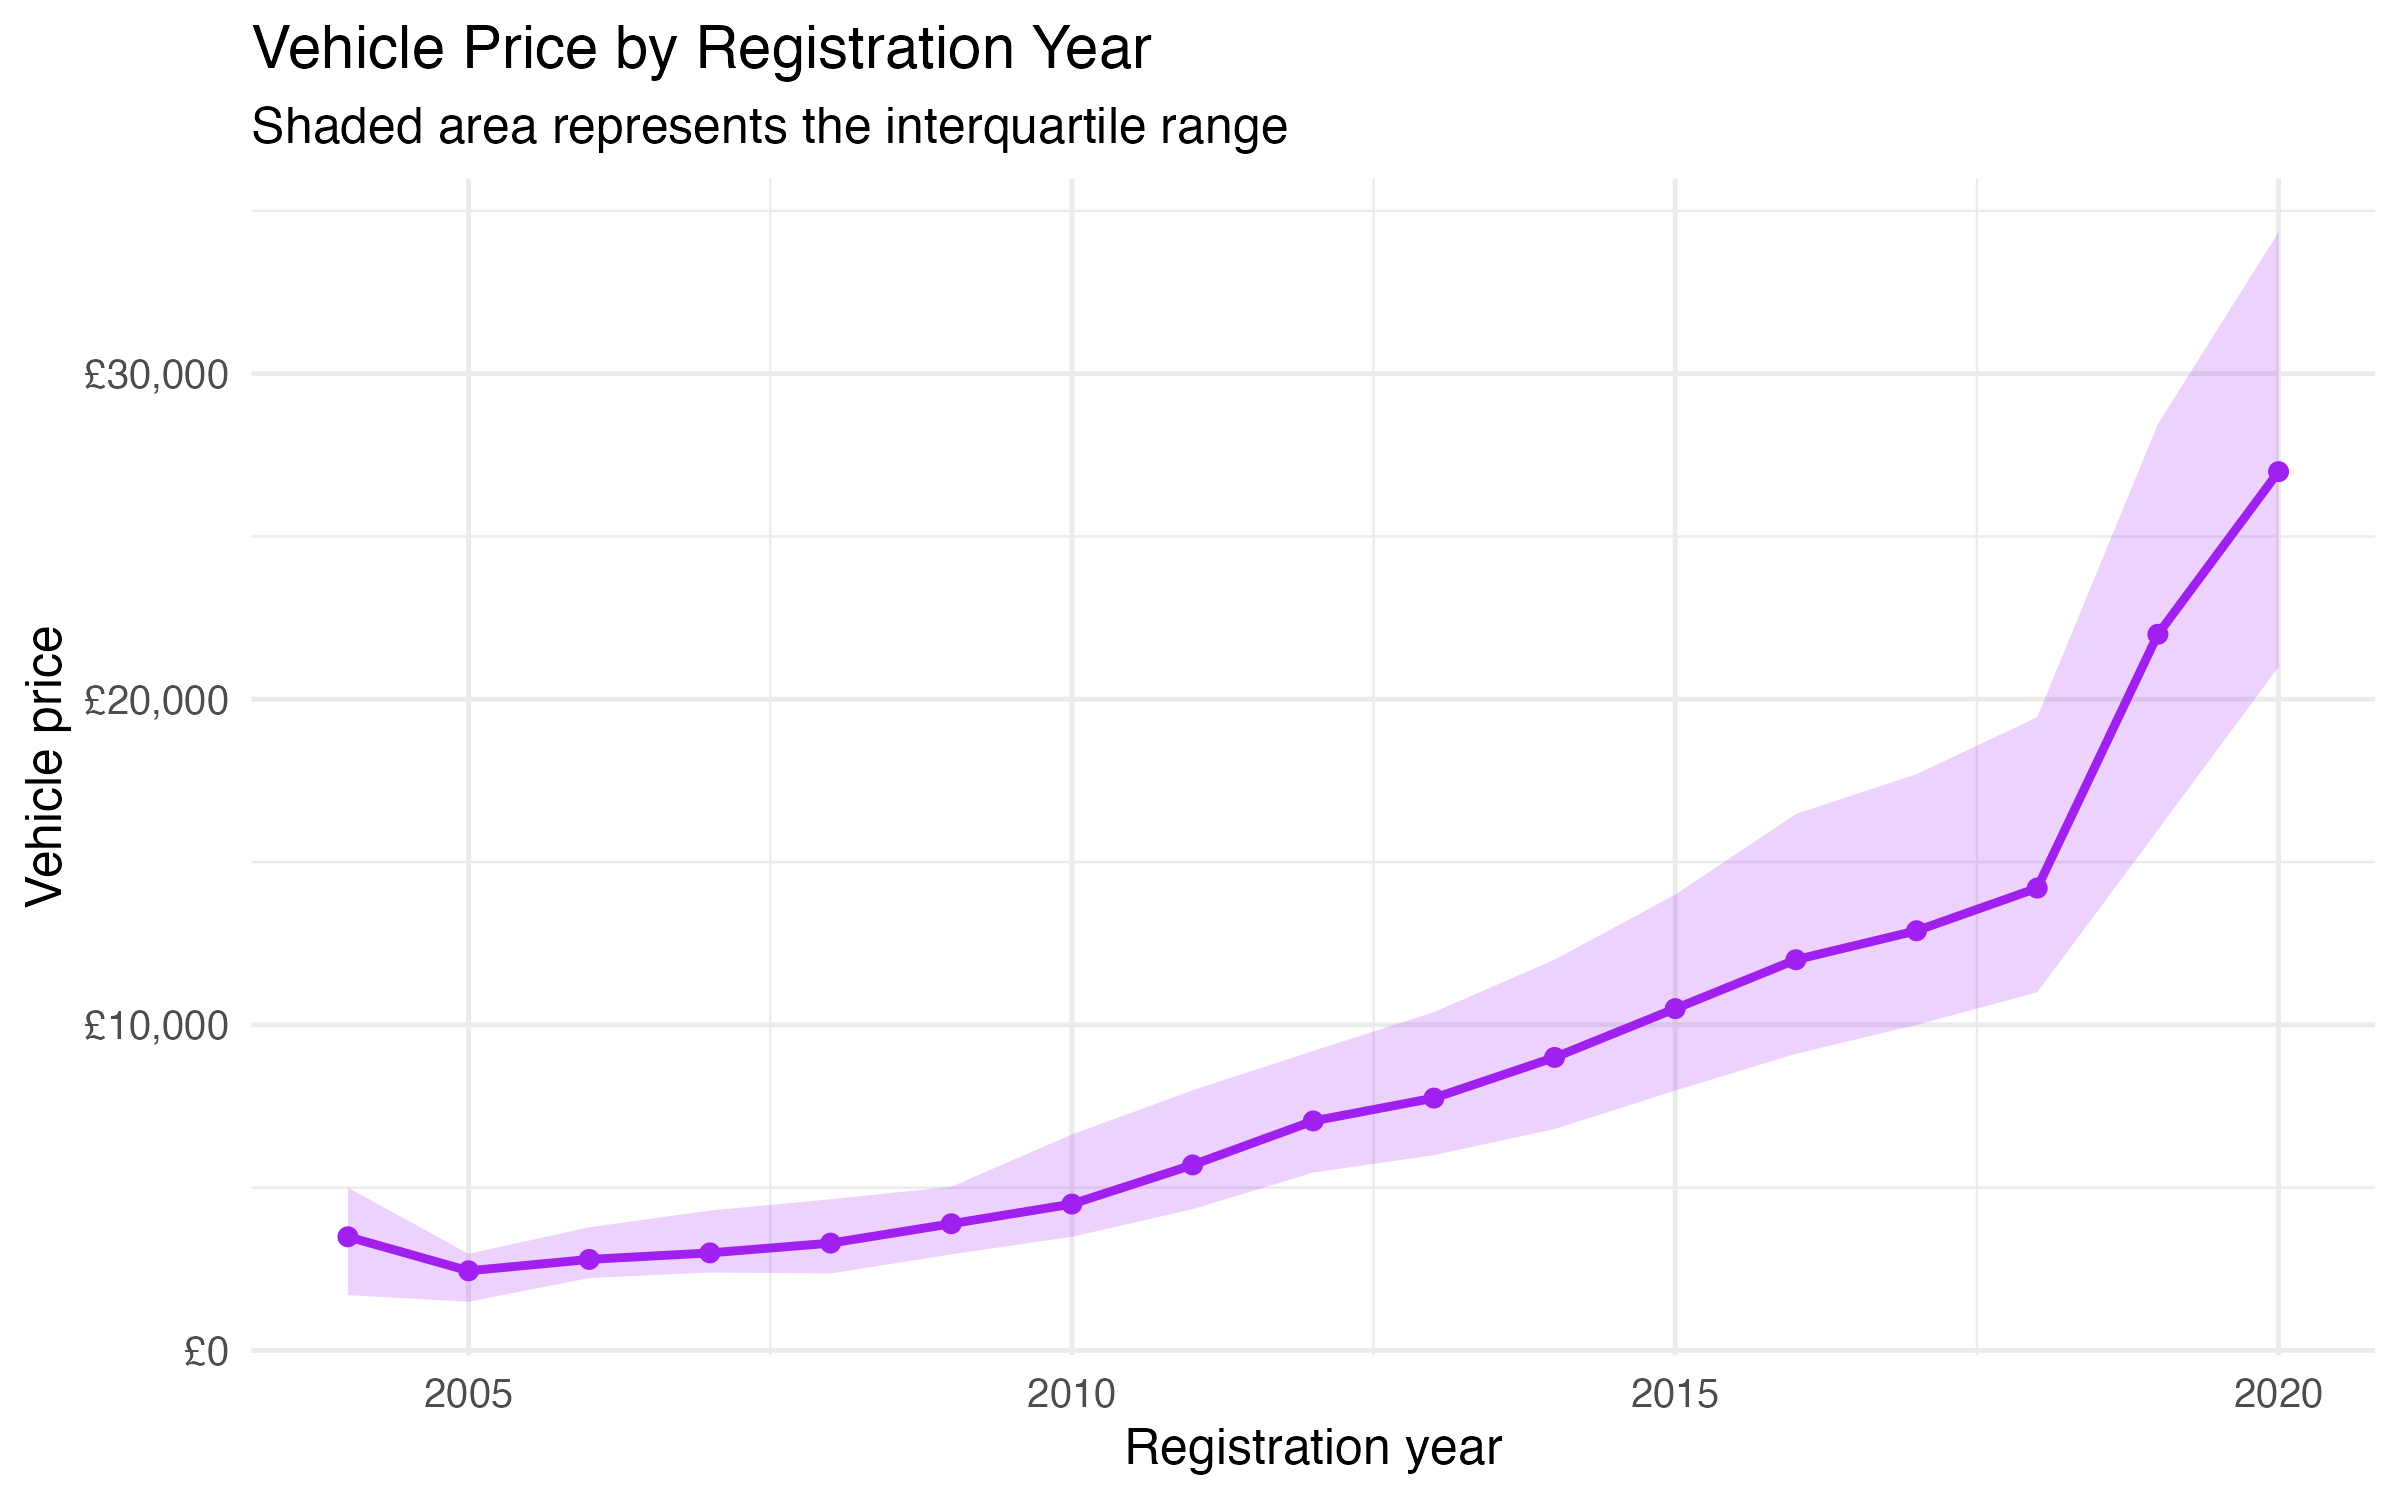 Vehicle Price by Registration Year
Shaded area represents the interquartile range
£30,000
£20,000
£10,000
£0
Vehicle price
2005 2010 2015 2020
Registration year